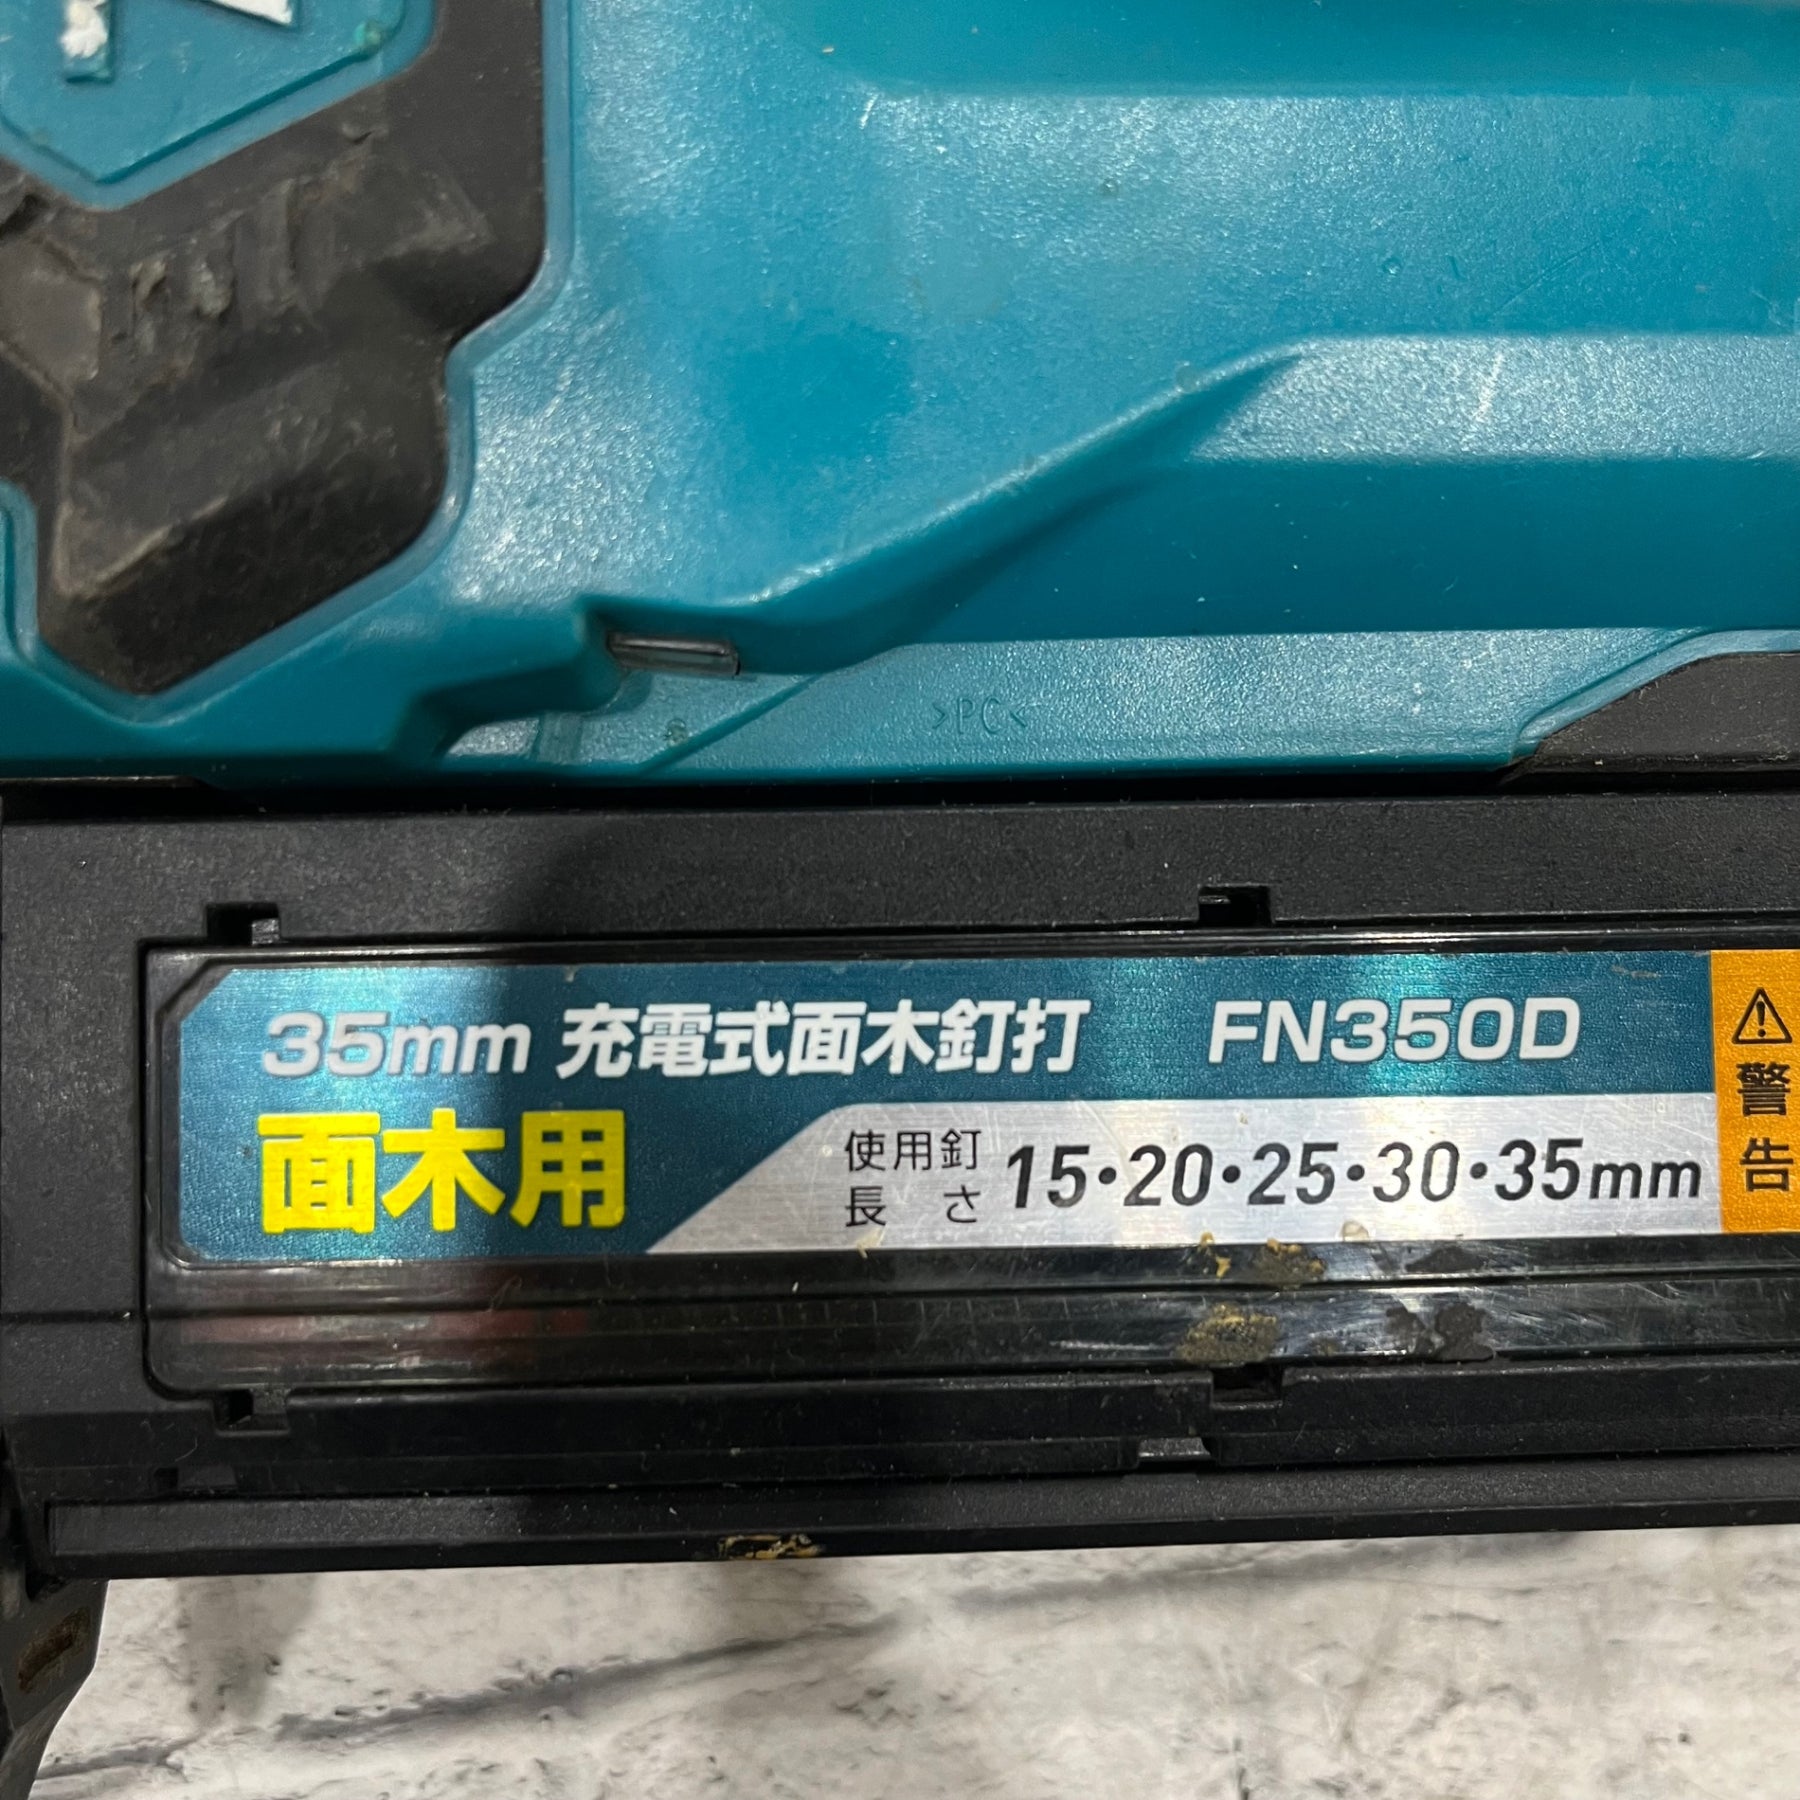 >PC<
35mm 充電式面木釘打 FN350D
面木用
使用釘長さ 15・20・25・30・35mm
警告